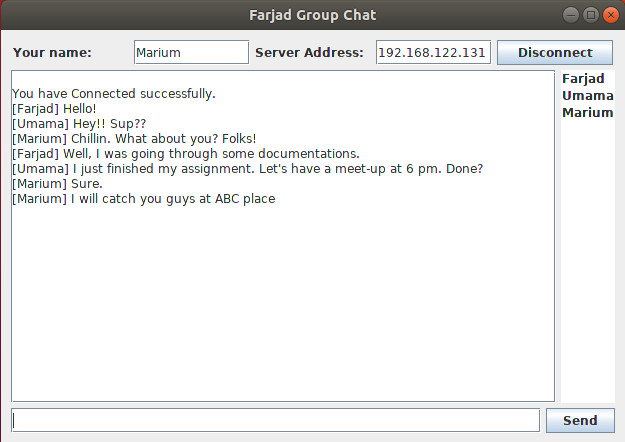 Farjad Group Chat
Your name: Marium Server Address: 192.168.122.131 Disconnect
You have Connected successfully.
[Farjad] Hello!
[Umama] Hey!! Sup??
[Marium] Chillin. What about you? Folks!
[Farjad] Well, I was going through some documentations.
[Umama] I just finished my assignment. Let's have a meet-up at 6 pm. Done?
[Marium] Sure.
[Marium] I will catch you guys at ABC place
Farjad
Umama
Marium
Send